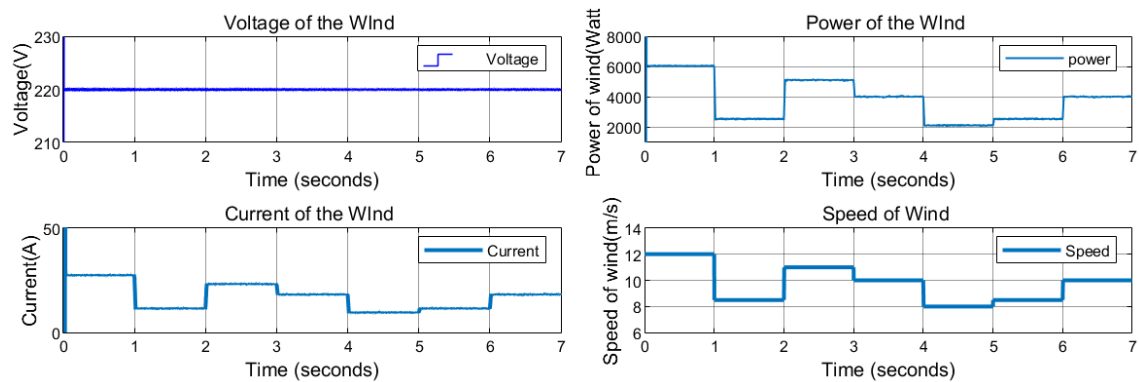 Voltage of the WInd
230
220
210
Voltage(V)
Voltage
0 1 2 3 4 5 6 7
Time (seconds)
Power of the WInd
8000
6000
4000
2000
Power of wind(Watt
power
0 1 2 3 4 5 6 7
Time (seconds)
Current of the WInd
50
0
Current(A)
Current
0 1 2 3 4 5 6 7
Time (seconds)
Speed of Wind
14
12
10
8
6
Speed of wind(m/s)
Speed
0 1 2 3 4 5 6 7
Time (seconds)